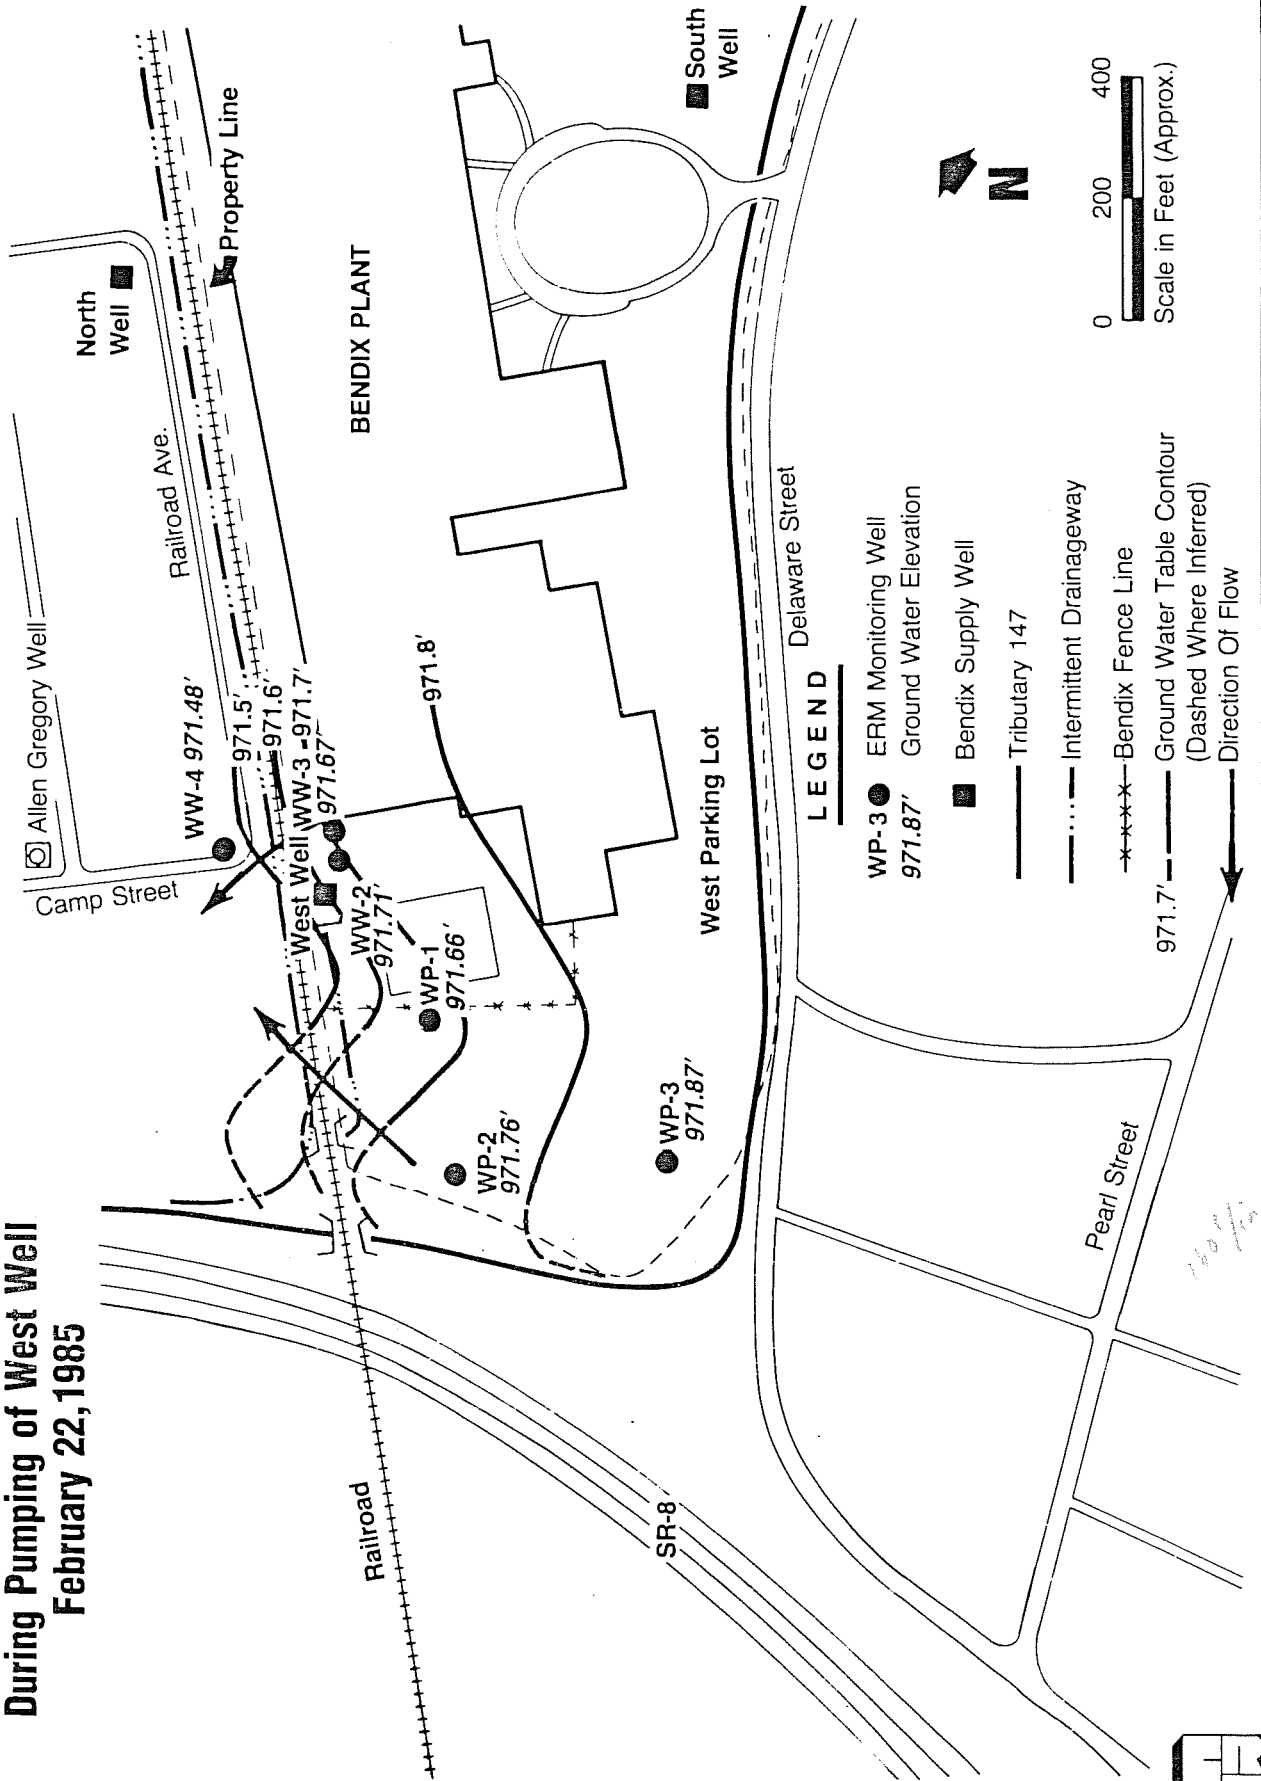 During Pumping of West Well
February 22, 1985
Allen Gregory Well
Camp Street
Railroad Ave.
North
Well
Property Line
WW-4 971.48'
971.5'
971.6'
West Well
WW-3
971.7'
971.67'
WW-2
971.71'
WP-1
971.66'
971.8'
BENDIX PLANT
WP-2
971.76'
WP-3
971.87'
West Parking Lot
South
Well
Railroad
SR-8
Delaware Street
Pearl Street
N
LEGEND
WP-3 ERM Monitoring Well
971.87' Ground Water Elevation
Bendix Supply Well
Tributary 147
Intermittent Drainageway
Bendix Fence Line
971.7' Ground Water Table Contour
(Dashed Where Inferred)
Direction Of Flow
0 200 400
Scale in Feet (Approx.)